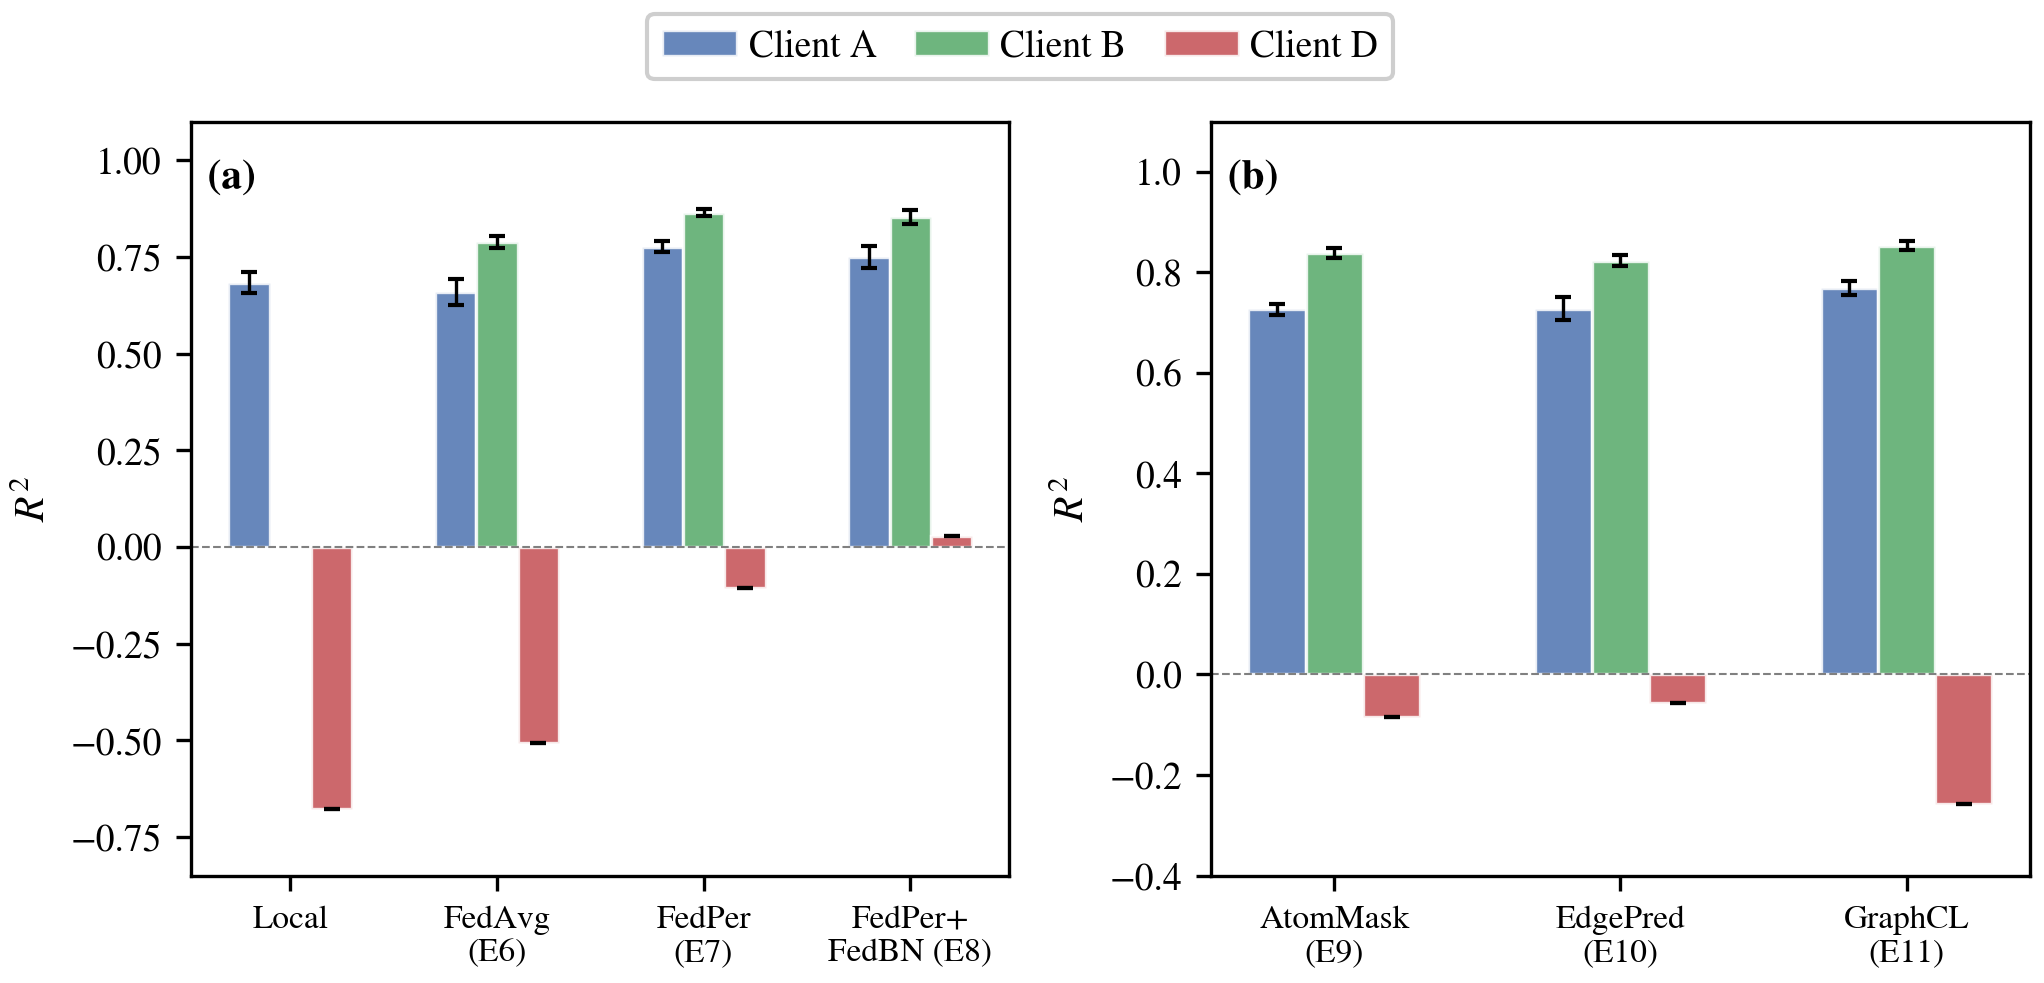 Client A Client B Client D
(a)
R²
1.00
0.75
0.50
0.25
0.00
−0.25
−0.50
−0.75
Local
FedAvg
(E6)
FedPer
(E7)
FedPer+
FedBN (E8)
(b)
R²
1.0
0.8
0.6
0.4
0.2
0.0
−0.2
−0.4
AtomMask
(E9)
EdgePred
(E10)
GraphCL
(E11)